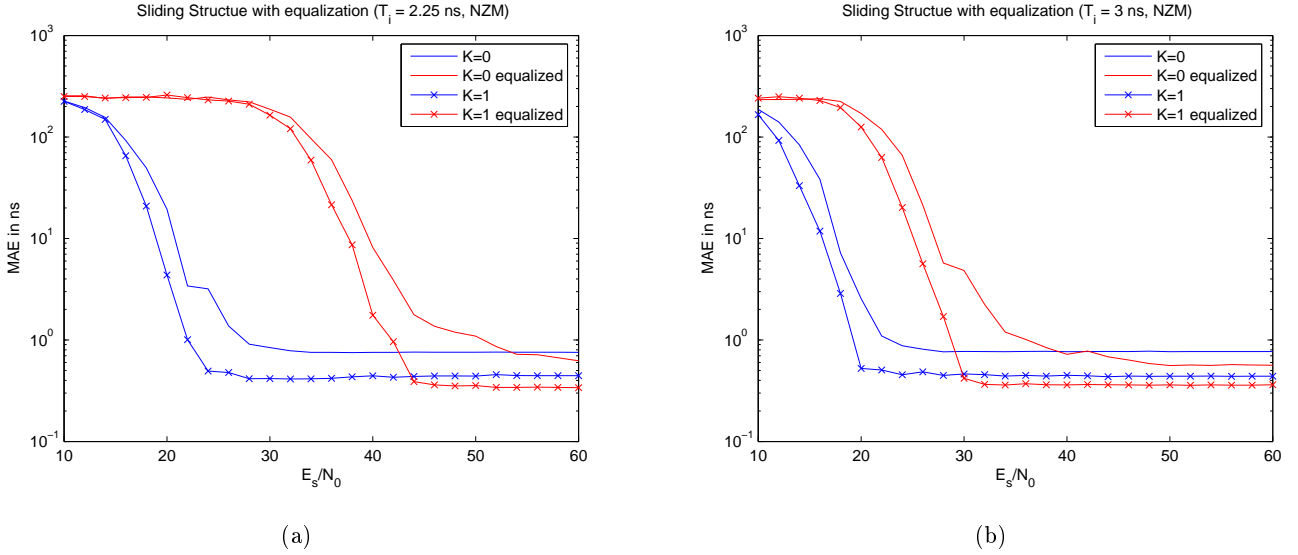 Sliding Structue with equalization (T_i = 2.25 ns, NZM)
10^3
10^2
10^1
10^0
10^-1
MAE in ns
K=0
K=0 equalized
K=1
K=1 equalized
10 20 30 40 50 60
E_s/N_0
(a)
Sliding Structue with equalization (T_i = 3 ns, NZM)
10^3
10^2
10^1
10^0
10^-1
MAE in ns
K=0
K=0 equalized
K=1
K=1 equalized
10 20 30 40 50 60
E_s/N_0
(b)